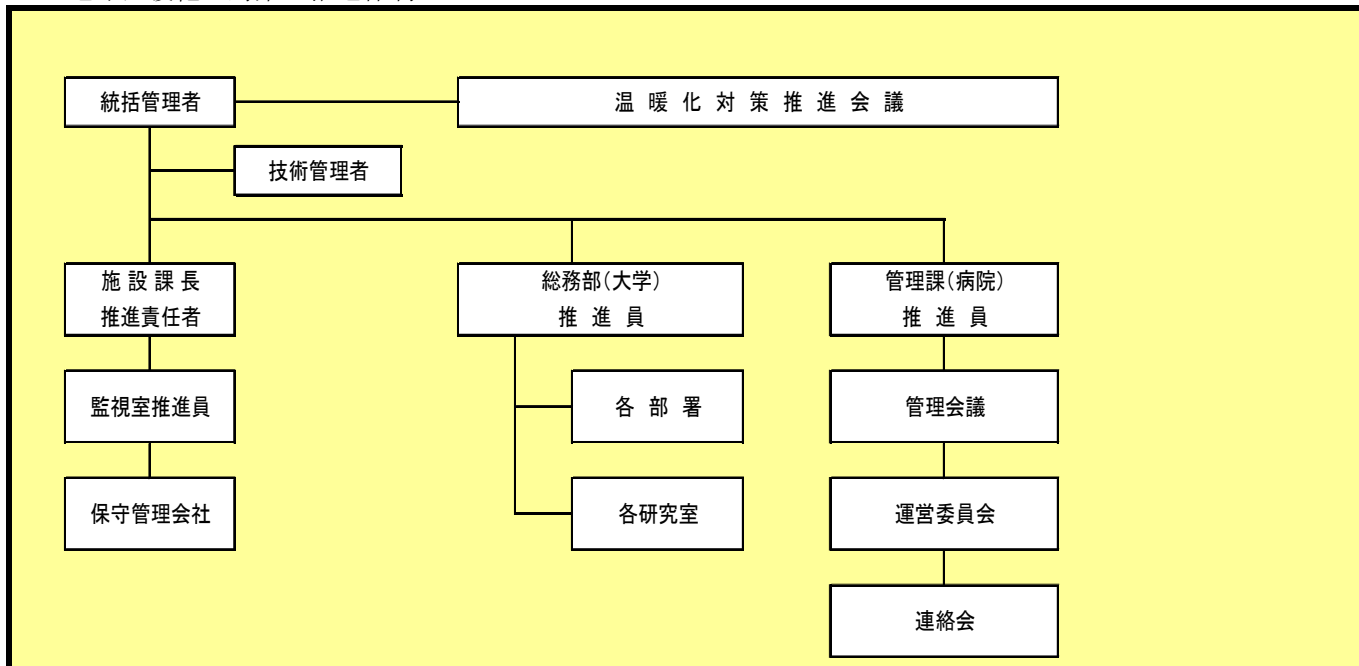 統括管理者
温暖化対策推進会議
技術管理者
施設課長
推進責任者
総務部(大学)
推進員
管理課(病院)
推進員
監視室推進員
各部署
管理会議
保守管理会社
各研究室
運営委員会
連絡会